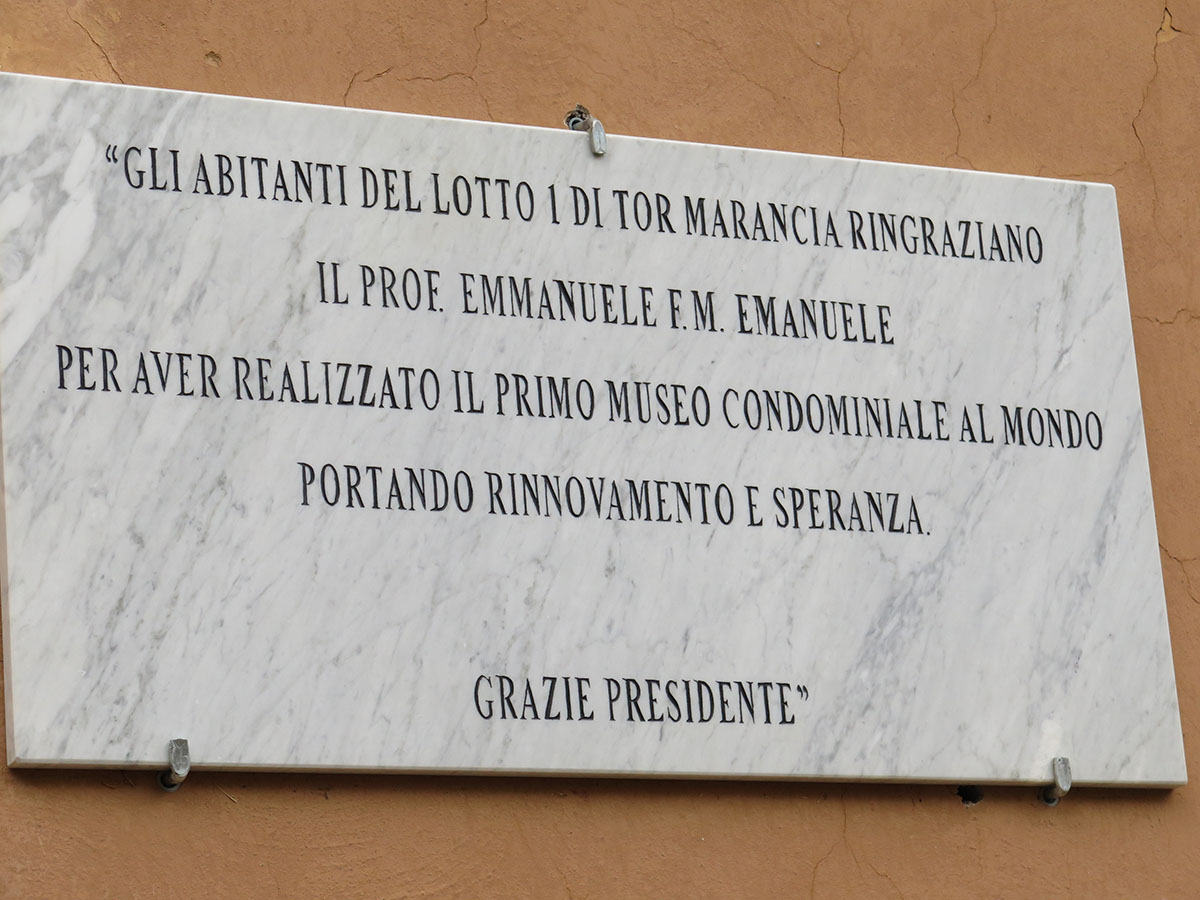 “GLI ABITANTI DEL LOTTO 1 DI TOR MARANCIA RINGRAZIANO
IL PROF. EMMANUELE F.M. EMANUELE
PER AVER REALIZZATO IL PRIMO MUSEO CONDOMINIALE AL MONDO
PORTANDO RINNOVAMENTO E SPERANZA.
GRAZIE PRESIDENTE”